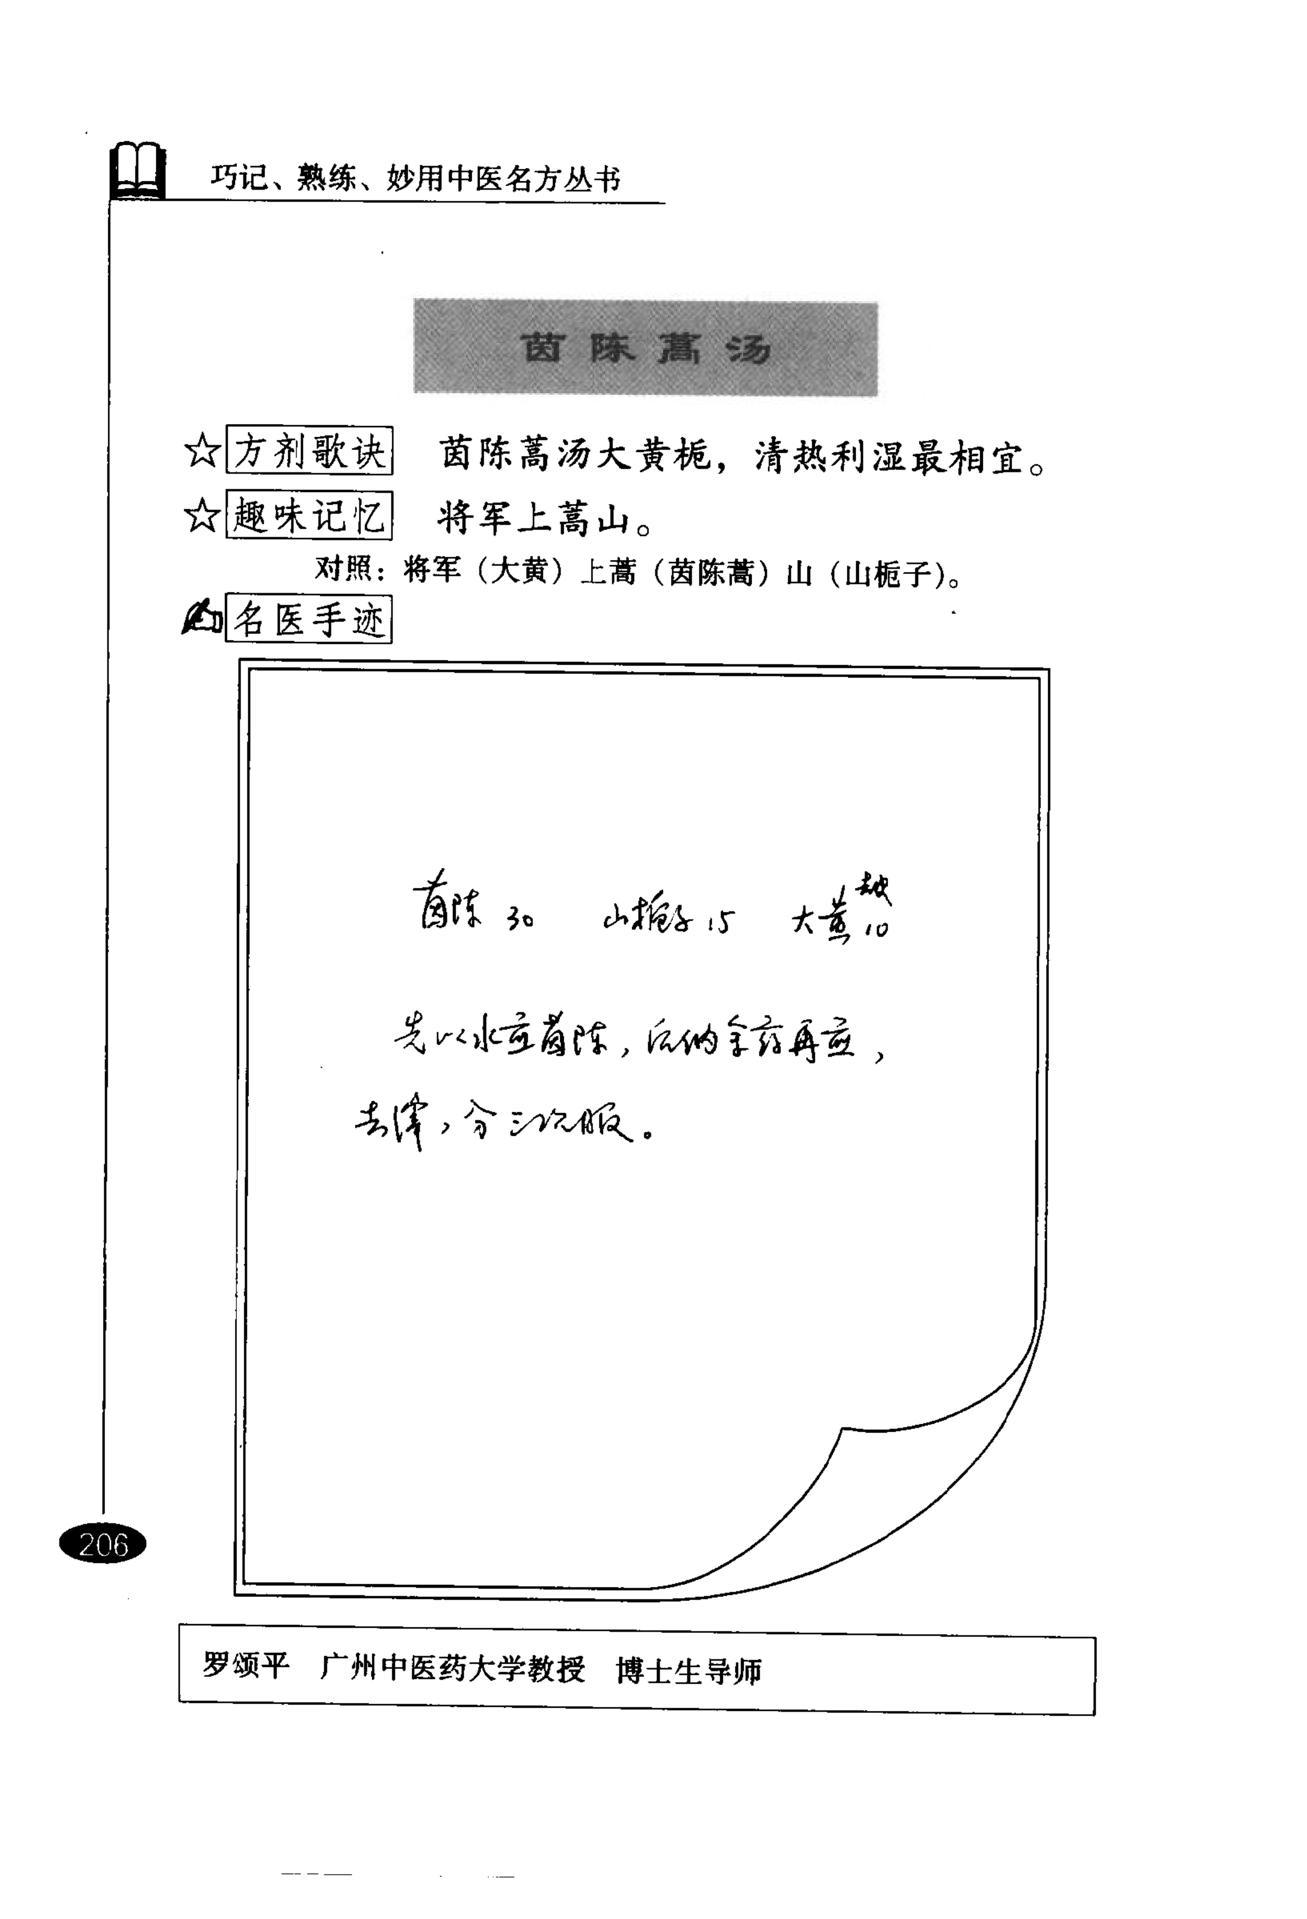 巧记、熟练、妙用中医名方丛书
茵陈蒿汤
☆方剂歌诀 茵陈蒿汤大黄栀，清热利湿最相宜。
☆趣味记忆 将军上蒿山。
对照：将军（大黄）上蒿（茵陈蒿）山（山栀子）。
名医手迹
去皮
茵陈 30 山栀子 15 大黄 10
先以水煎茵陈，后纳余药再煎，
去滓，分三次服。
206
罗颂平 广州中医药大学教授 博士生导师